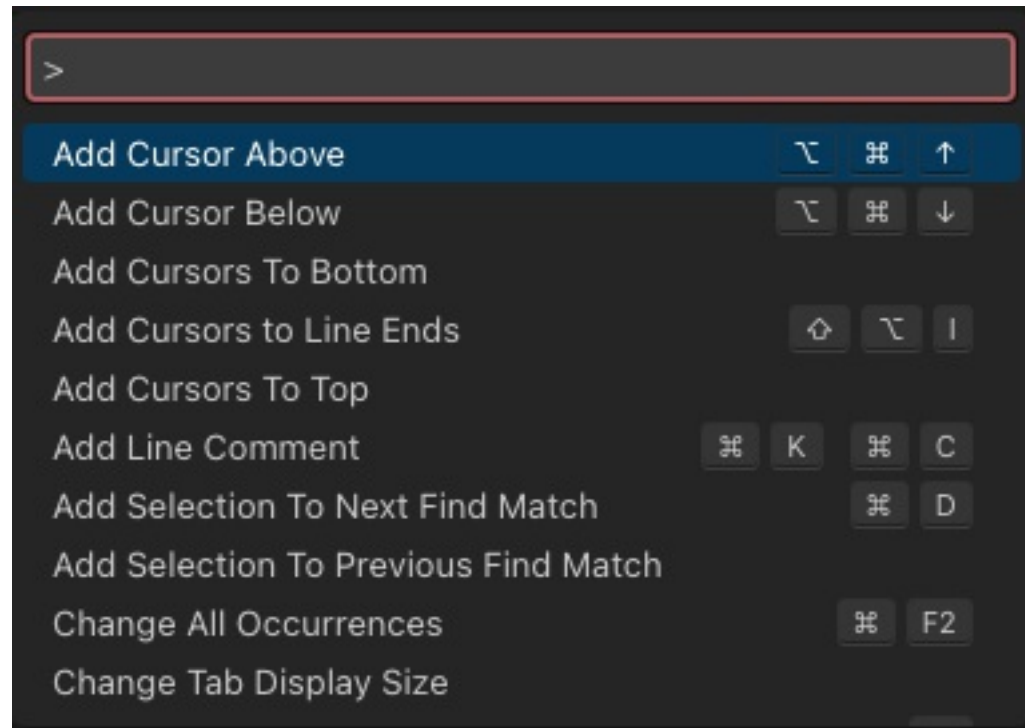 >
Add Cursor Above ⌥ ⌘ ↑
Add Cursor Below ⌥ ⌘ ↓
Add Cursors To Bottom
Add Cursors to Line Ends ⇧ ⌥ I
Add Cursors To Top
Add Line Comment ⌘ K ⌘ C
Add Selection To Next Find Match ⌘ D
Add Selection To Previous Find Match
Change All Occurrences ⌘ F2
Change Tab Display Size